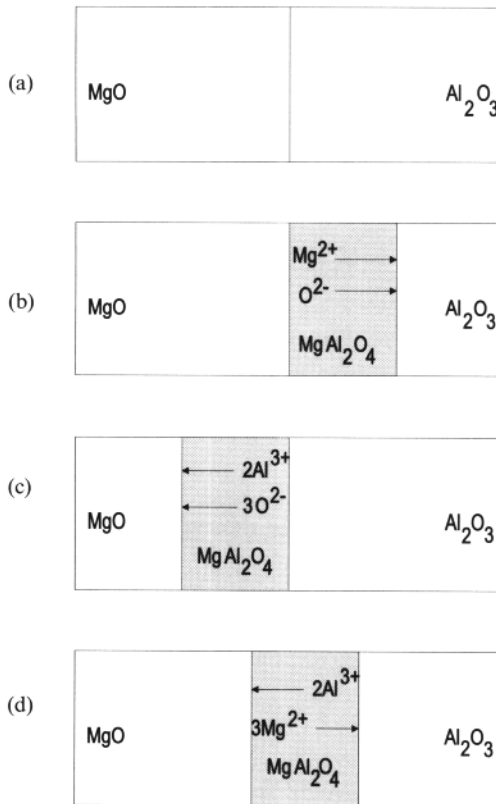 (a)
MgO Al₂O₃
(b)
Mg²⁺
O²⁻
MgO Al₂O₃
MgAl₂O₄
(c)
2Al³⁺
3O²⁻
MgO Al₂O₃
MgAl₂O₄
(d)
2Al³⁺
3Mg²⁺
MgO Al₂O₃
MgAl₂O₄